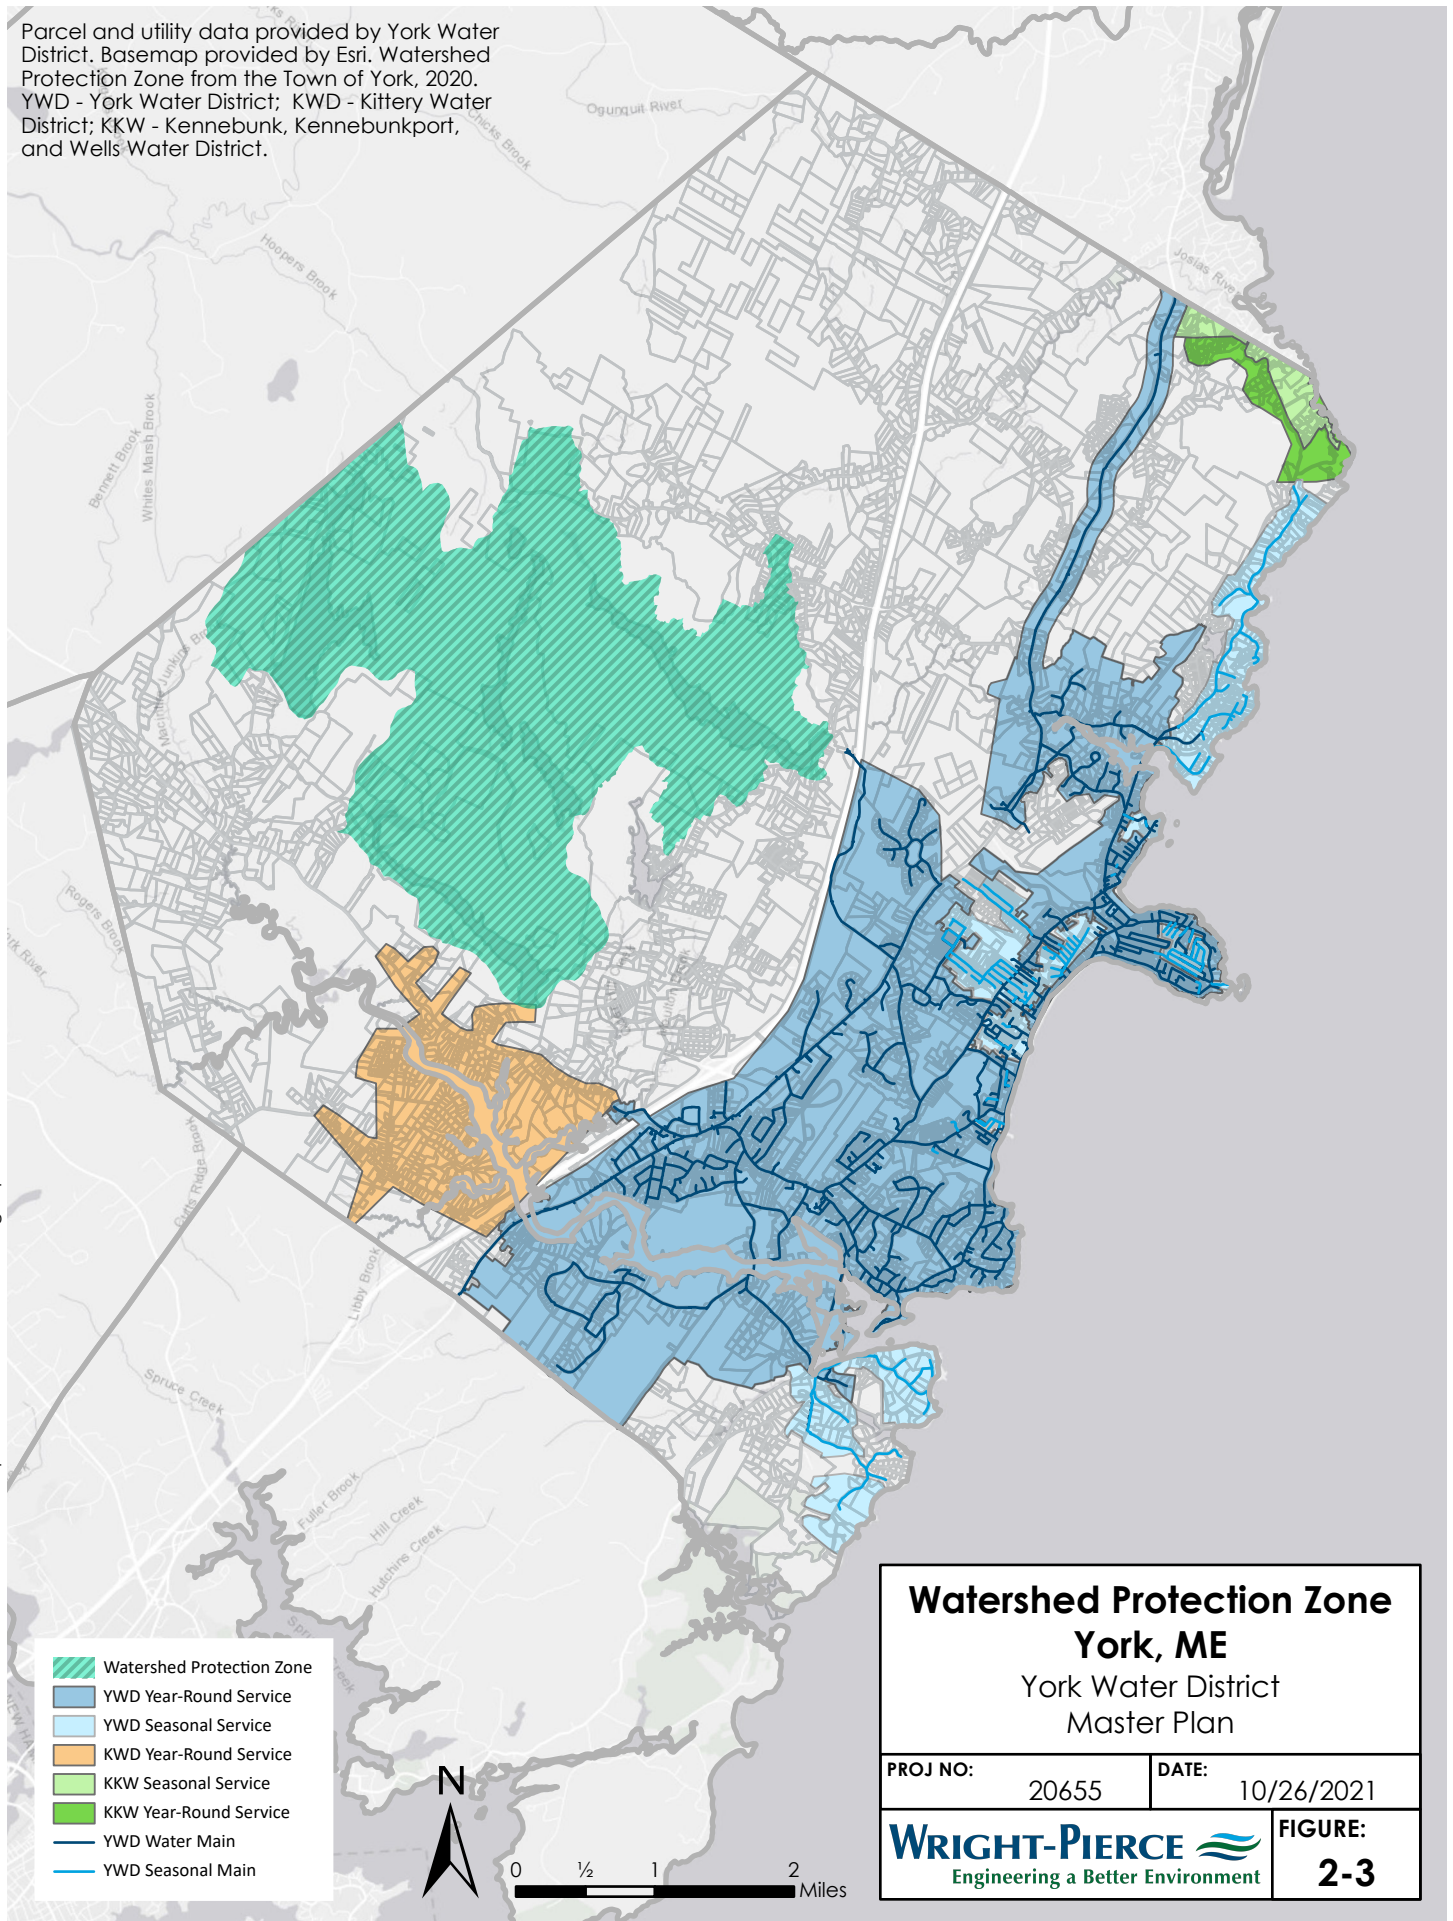 Parcel and utility data provided by York Water
District. Basemap provided by Esri. Watershed
Protection Zone from the Town of York, 2020.
YWD - York Water District;  KWD - Kittery Water
District; KKW - Kennebunk, Kennebunkport,
and Wells Water District.
Ogunquit River
Chicks Brook
Hoopers Brook
Josias River
Bennett Brook
Whites Marsh Brook
Junkins
Rogers Brook
York River
Cutts Ridge Brook
Libby Brook
Spruce Creek
Fuller Brook
Hill Creek
Hutchins Creek
Watershed Protection Zone
YWD Year-Round Service
YWD Seasonal Service
KWD Year-Round Service
KKW Seasonal Service
KKW Year-Round Service
YWD Water Main
YWD Seasonal Main
N
0 ½ 1 2
Miles
Watershed Protection Zone
York, ME
York Water District
Master Plan
PROJ NO: 20655
DATE: 10/26/2021
WRIGHT-PIERCE
Engineering a Better Environment
FIGURE:
2-3